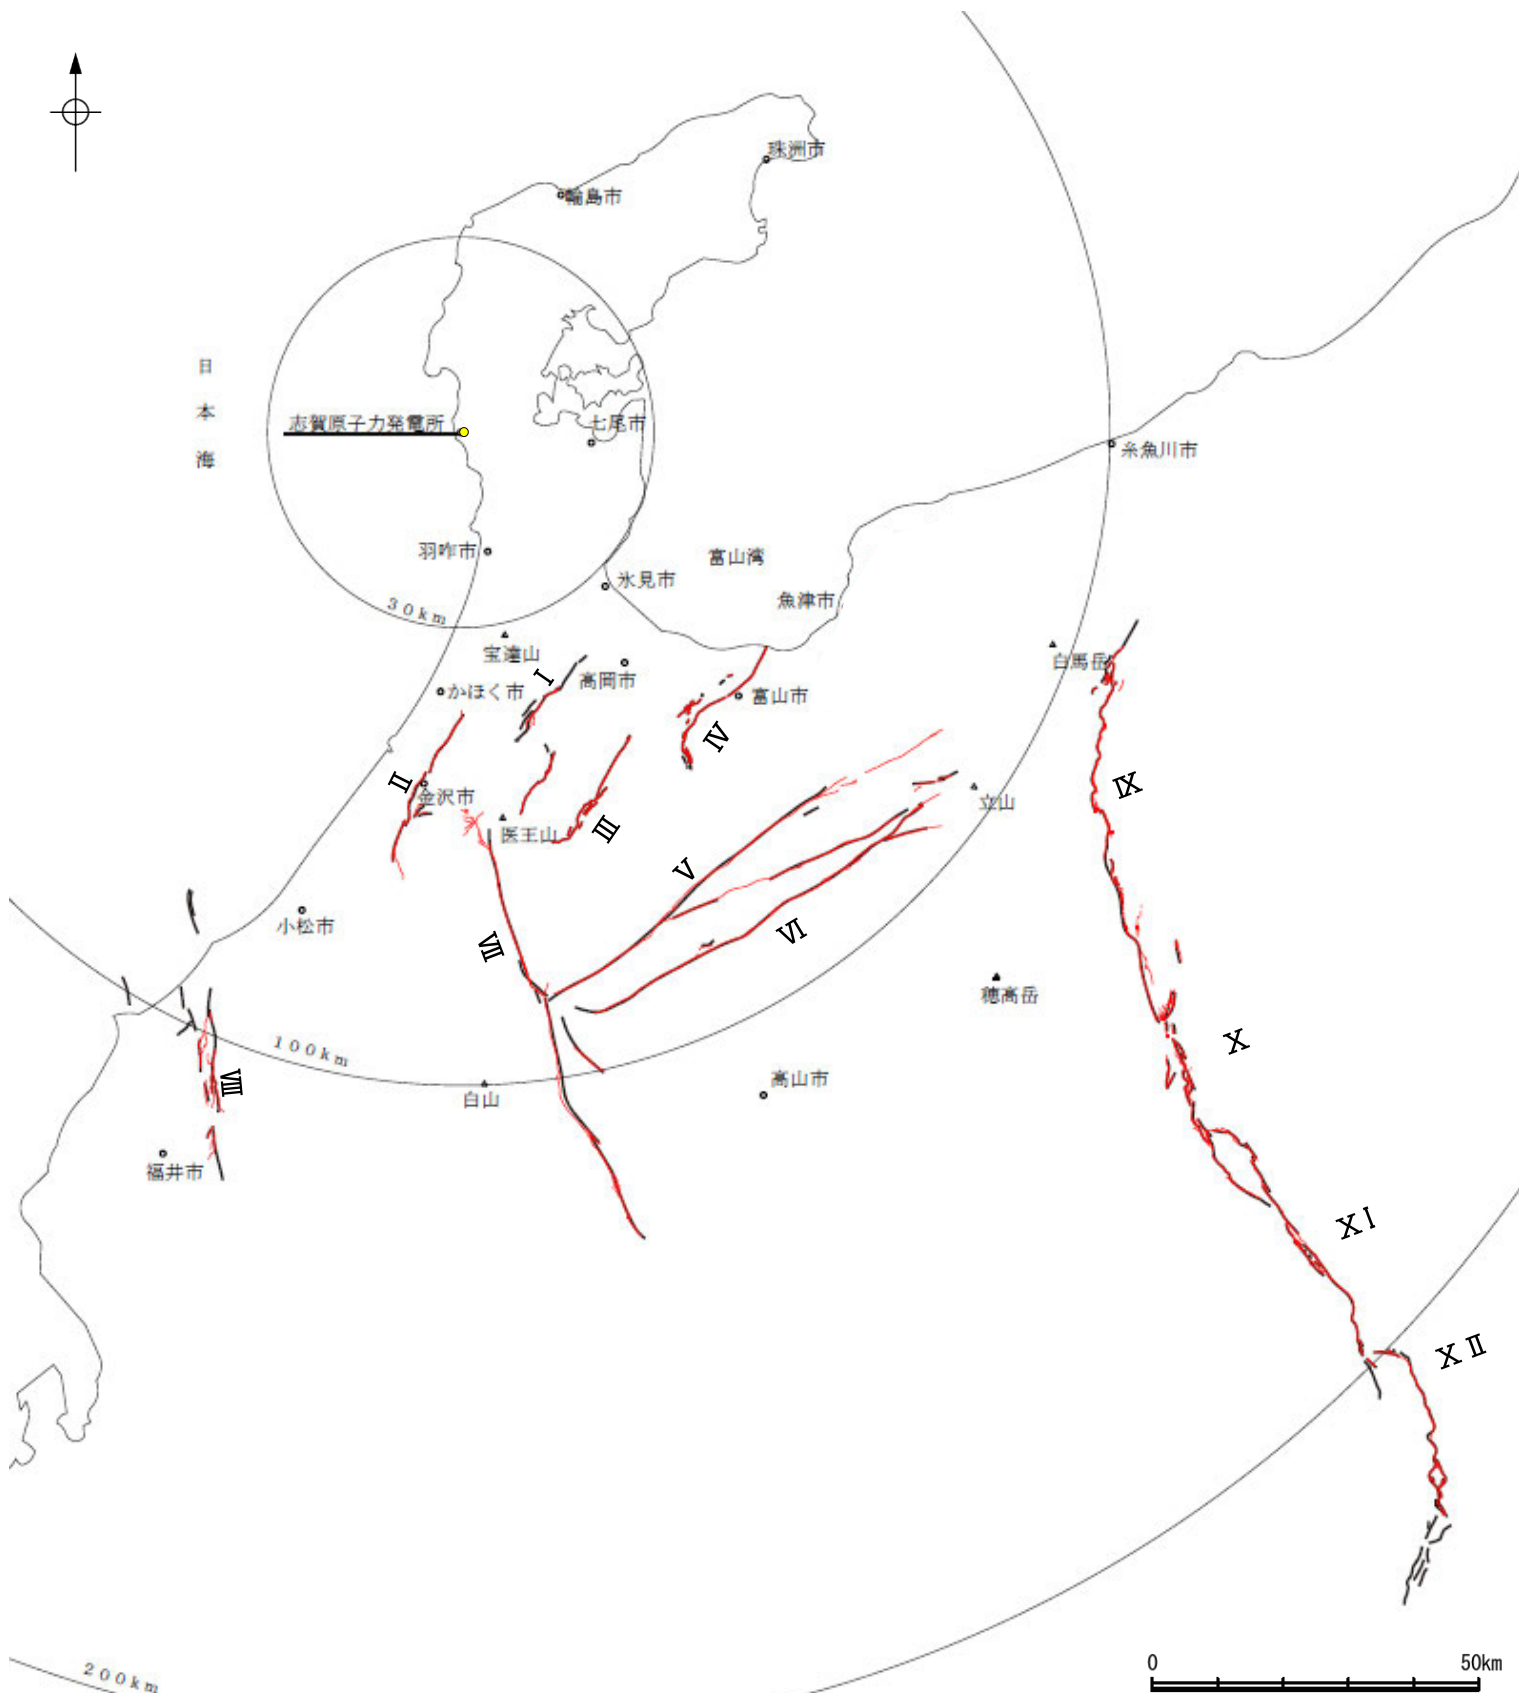 珠洲市
輪島市
日本海
志賀原子力発電所
七尾市
糸魚川市
羽咋市
富山湾
氷見市
魚津市
30km
宝達山
白馬岳
Ⅰ
高岡市
かほく市
富山市
Ⅳ
Ⅱ
金沢市
Ⅸ
立山
医王山
Ⅲ
Ⅴ
小松市
Ⅵ
Ⅶ
穂高岳
Ⅹ
100km
高山市
Ⅷ
白山
福井市
ⅩⅠ
ⅩⅡ
200km
0 50km